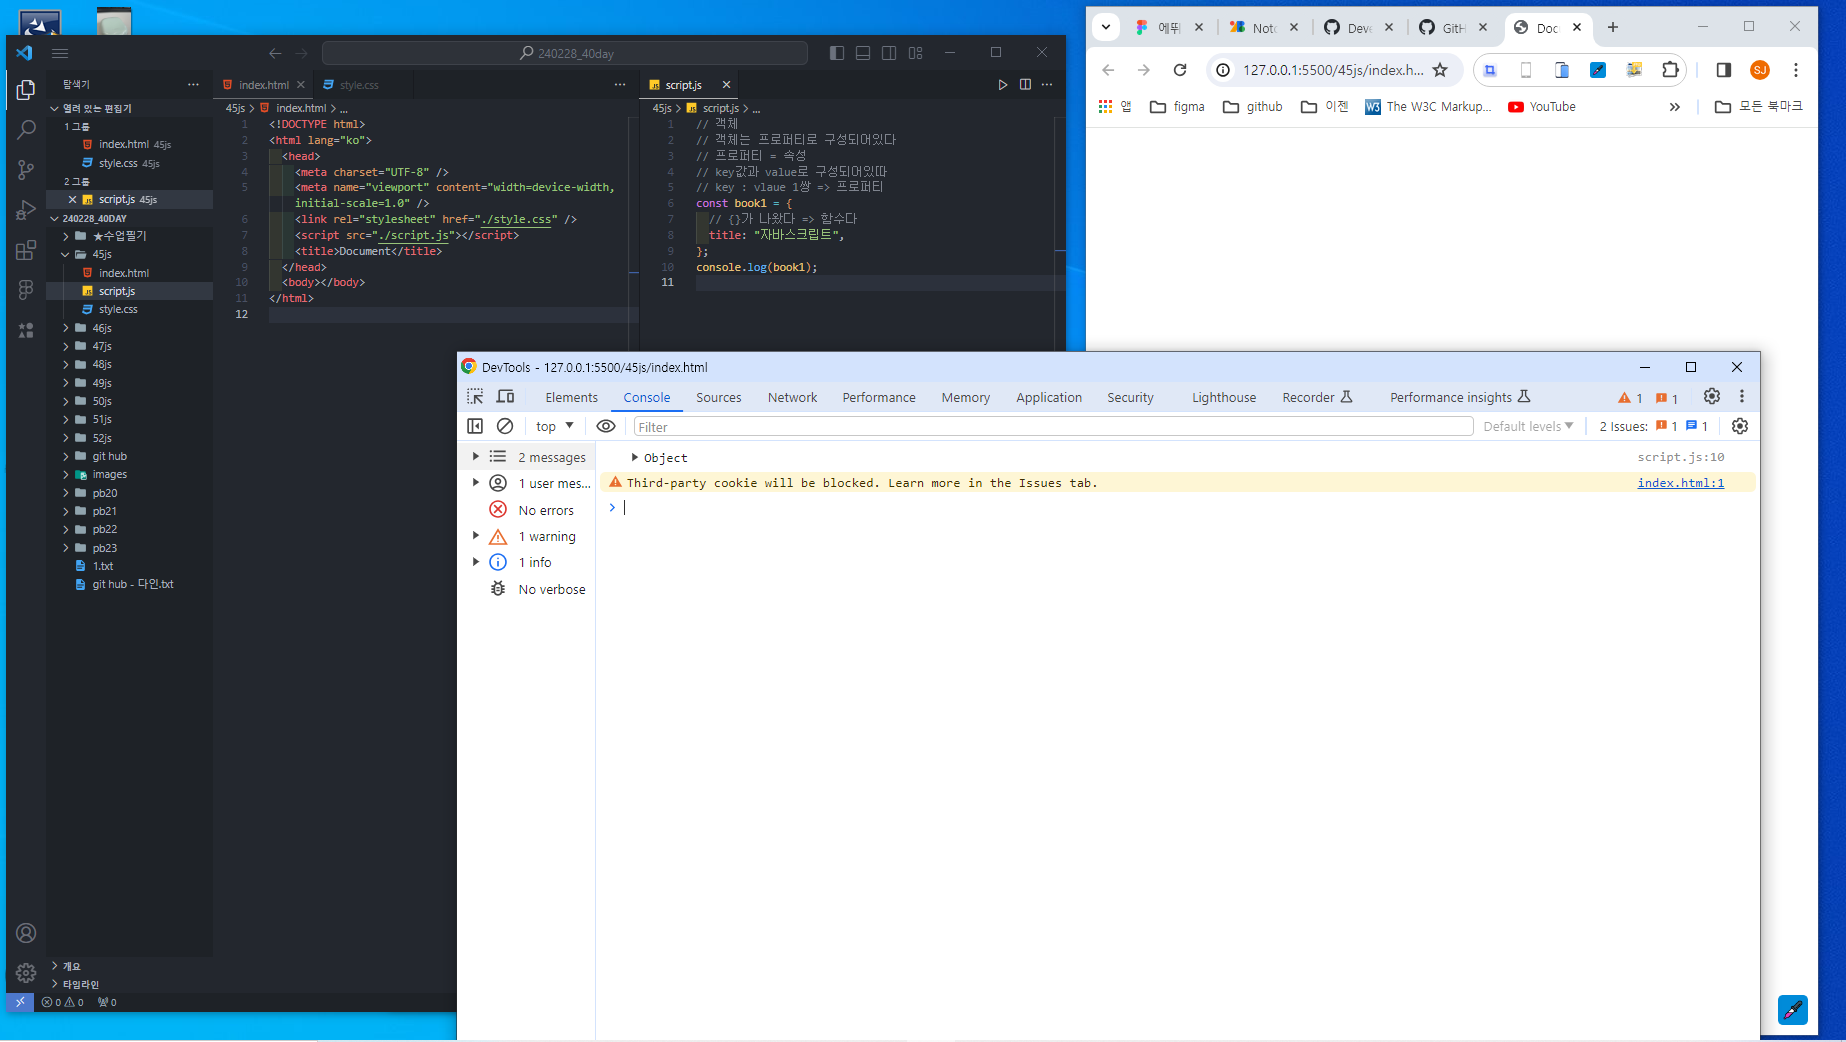 240228_40day
탐색기
열려 있는 편집기
1 그룹
index.html 45js
style.css 45js
2 그룹
script.js 45js
240228_40DAY
★수업필기
45js
index.html
script.js
style.css
46js
47js
48js
49js
50js
51js
52js
git hub
images
pb20
pb21
pb22
pb23
1.txt
git hub - 다인.txt
개요
타임라인
0 0 0
index.html
style.css
45js > index.html > ...
1 <!DOCTYPE html>
2 <html lang="ko">
3 <head>
4 <meta charset="UTF-8" />
5 <meta name="viewport" content="width=device-width,
initial-scale=1.0" />
6 <link rel="stylesheet" href="./style.css" />
7 <script src="./script.js"></script>
8 <title>Document</title>
9 </head>
10 <body></body>
11 </html>
12
script.js
45js > script.js > ...
1 // 객체
2 // 객체는 프로퍼티로 구성되어있다
3 // 프로퍼티 = 속성
4 // key값과 value로 구성되어있따
5 // key : vlaue 1쌍 => 프로퍼티
6 const book1 = {
7 // {}가 나왔다 => 함수다
8 title: "자바스크립트",
9 };
10 console.log(book1);
11
에뛰
Note
Deve
GitH
Doc
127.0.0.1:5500/45js/index.h...
SJ
앱
figma
github
이젠
W3
The W3C Markup...
YouTube
모든 북마크
DevTools - 127.0.0.1:5500/45js/index.html
Elements Console Sources Network Performance Memory Application Security Lighthouse Recorder Performance insights 1 1
top Filter Default levels 2 Issues: 1 1
2 messages
1 user mes...
No errors
1 warning
1 info
No verbose
Object script.js:10
Third-party cookie will be blocked. Learn more in the Issues tab. index.html:1